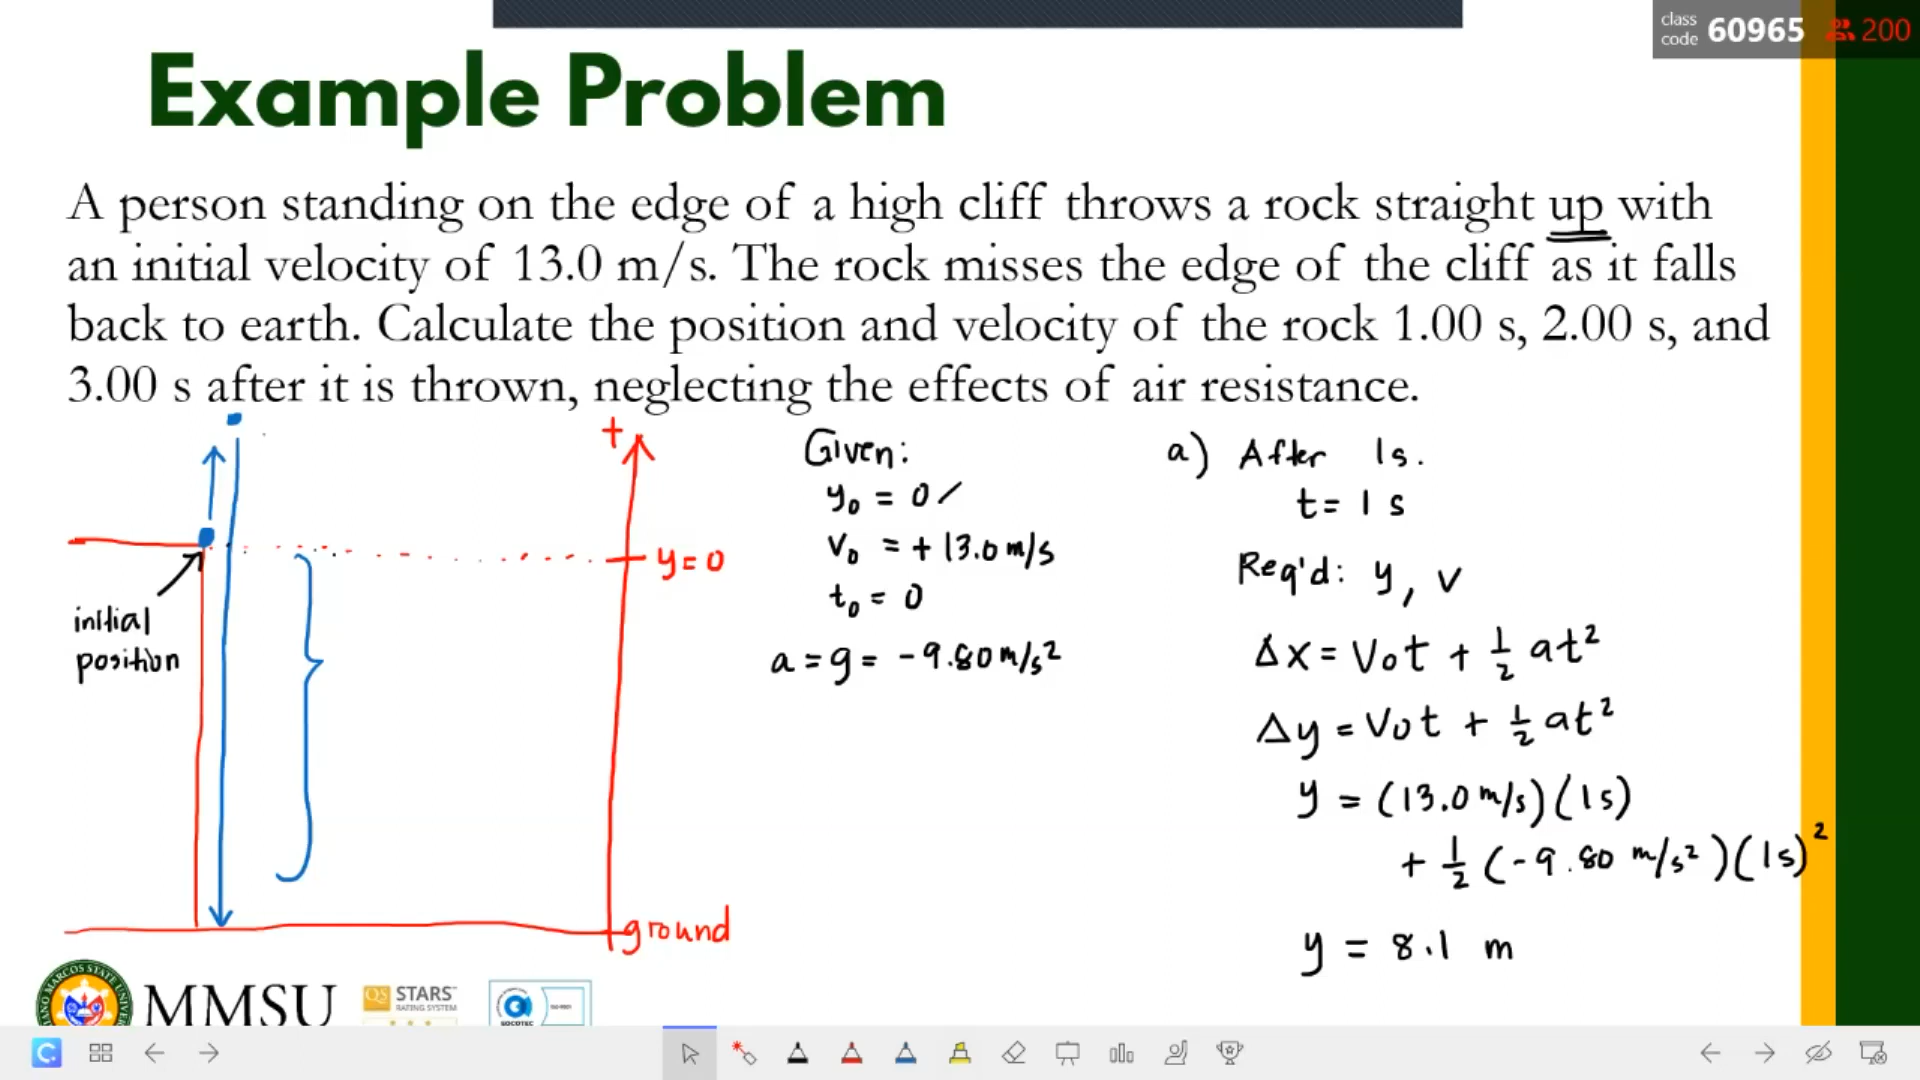 class
code 60965 200
Example Problem
A person standing on the edge of a high cliff throws a rock straight up with
an initial velocity of 13.0 m/s. The rock misses the edge of the cliff as it falls
back to earth. Calculate the position and velocity of the rock 1.00 s, 2.00 s, and
3.00 s after it is thrown, neglecting the effects of air resistance.
+
y=0
initial
position
ground
Given:
y₀ = 0
v₀ = +13.0 m/s
t₀ = 0
a = g = -9.80 m/s²
a) After 1s.
t = 1 s
Req'd: y, v
Δx = V₀t + ½ at²
Δy = V₀t + ½ at²
y = (13.0 m/s)(1s)
+ ½ (-9.80 m/s²)(1s)²
y = 8.1 m
MMSU
QS STARS
RATING SYSTEM
SOCOTEC